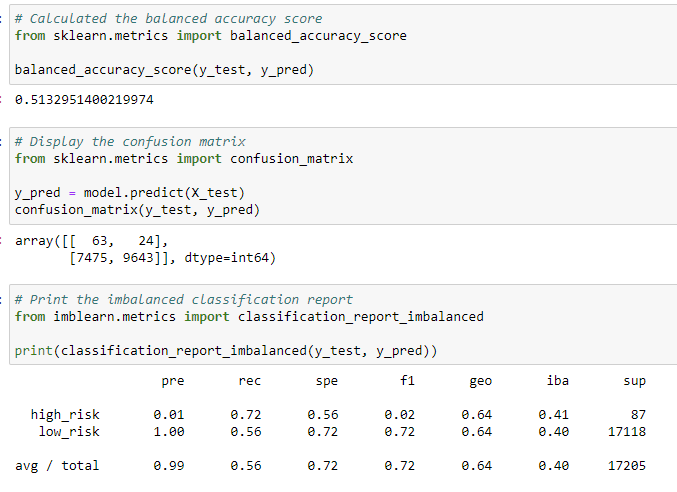 # Calculated the balanced accuracy score
from sklearn.metrics import balanced_accuracy_score
balanced_accuracy_score(y_test, y_pred)
0.5132951400219974
# Display the confusion matrix
from sklearn.metrics import confusion_matrix
y_pred = model.predict(X_test)
confusion_matrix(y_test, y_pred)
array([[  63,   24],
       [7475, 9643]], dtype=int64)
# Print the imbalanced classification report
from imblearn.metrics import classification_report_imbalanced
print(classification_report_imbalanced(y_test, y_pred))
pre rec spe f1 geo iba sup
high_risk 0.01 0.72 0.56 0.02 0.64 0.41 87
low_risk 1.00 0.56 0.72 0.72 0.64 0.40 17118
avg / total 0.99 0.56 0.72 0.72 0.64 0.40 17205